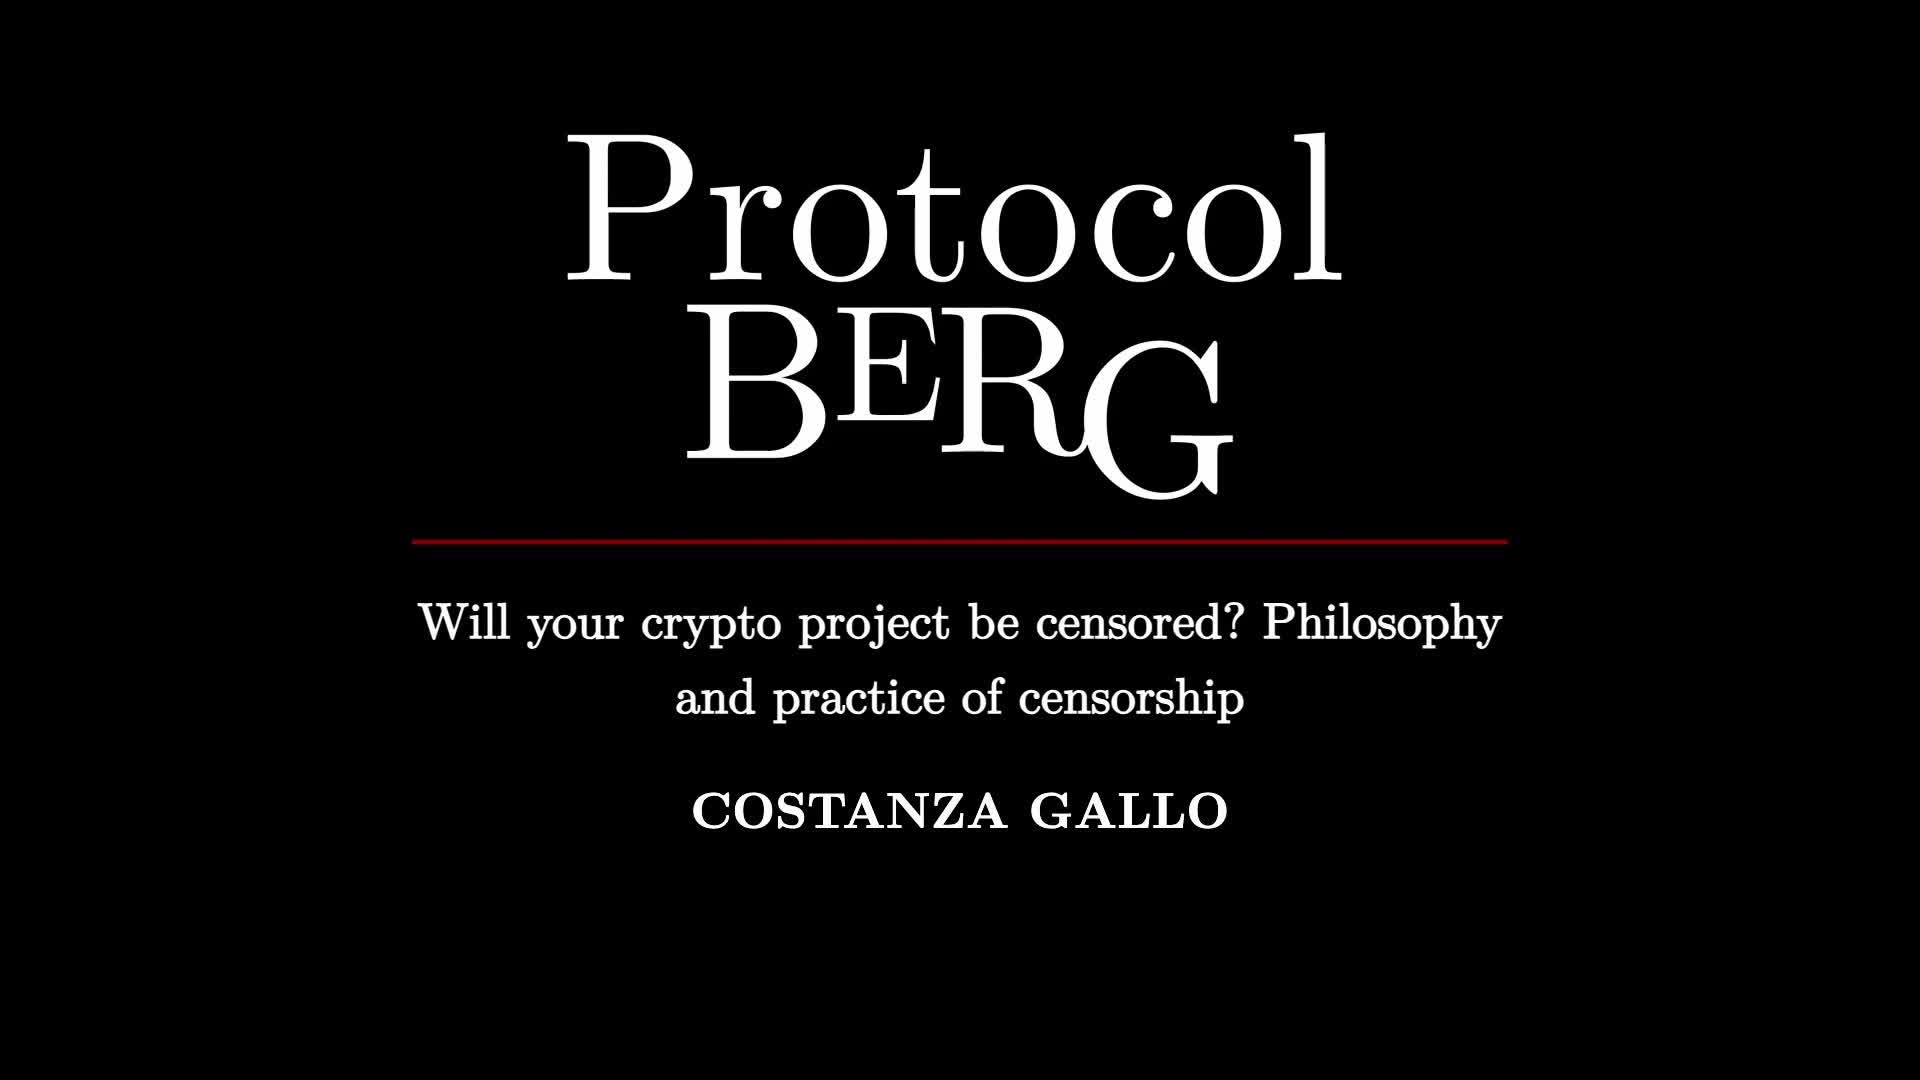 Protocol
BERG
Will your crypto project be censored? Philosophy
and practice of censorship
COSTANZA GALLO